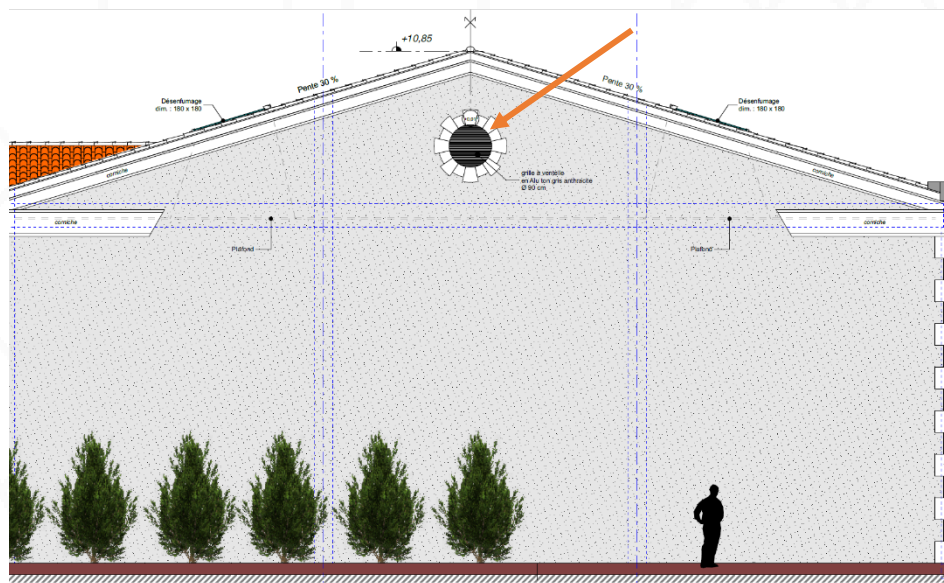 +10,85
Pente 30 %
Pente 30 %
Désenfumage
dim. : 180 x 180
Désenfumage
dim. : 180 x 180
grille à ventelle
en Alu ton gris anthracite
Ø 90 cm
corniche
corniche
corniche
corniche
Plafond
Plafond